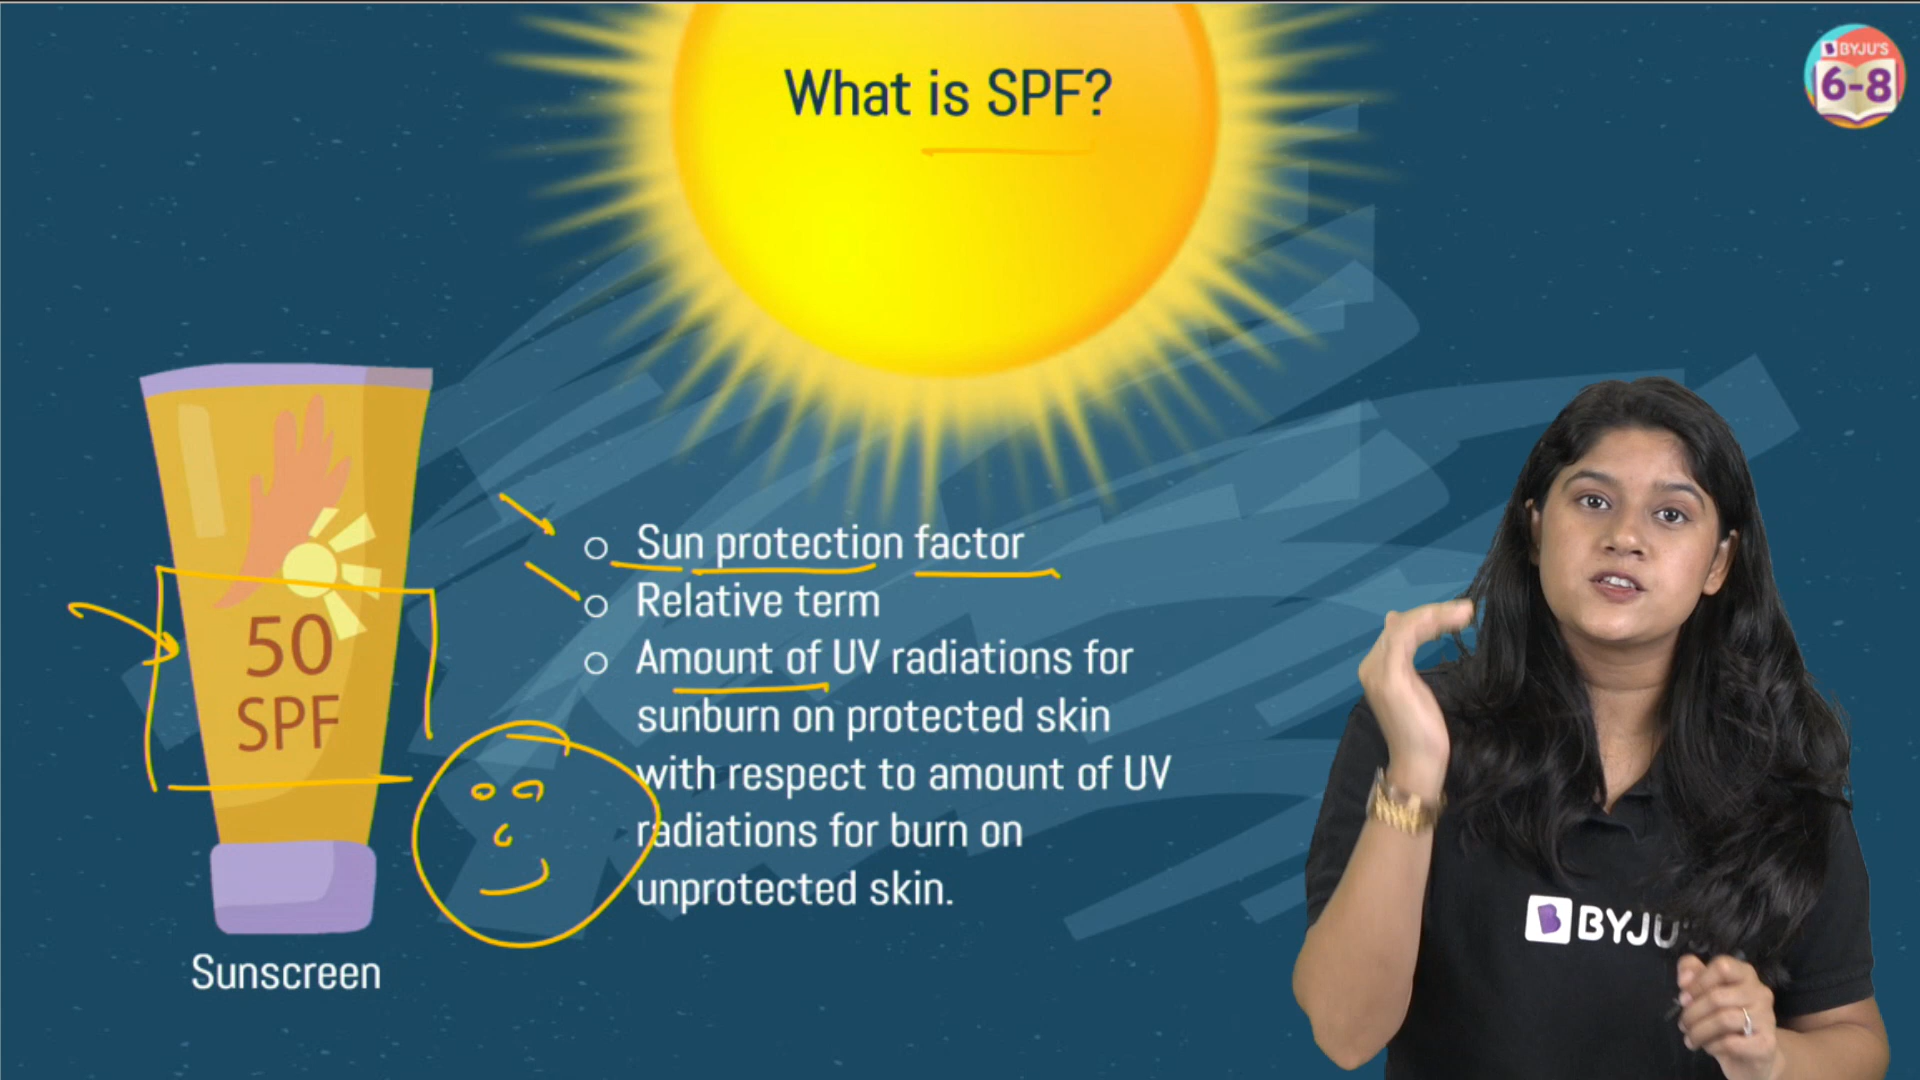 What is SPF?
BYJU'S
6-8
50
SPF
Sun protection factor
Relative term
Amount of UV radiations for
sunburn on protected skin
with respect to amount of UV
radiations for burn on
unprotected skin.
Sunscreen
BYJU'S